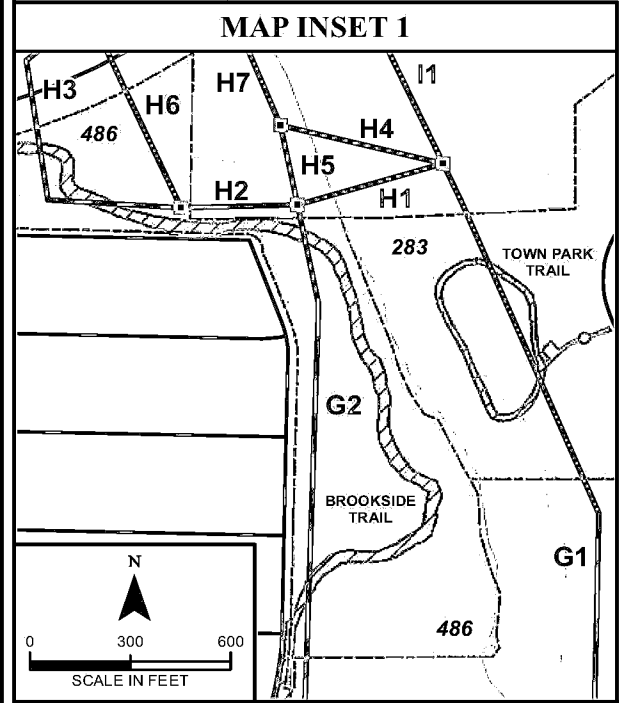 MAP INSET 1
H3
H6
H7
I1
486
H4
H5
H2
H1
283
TOWN PARK
TRAIL
G2
BROOKSIDE
TRAIL
G1
N
0 300 600
SCALE IN FEET
486